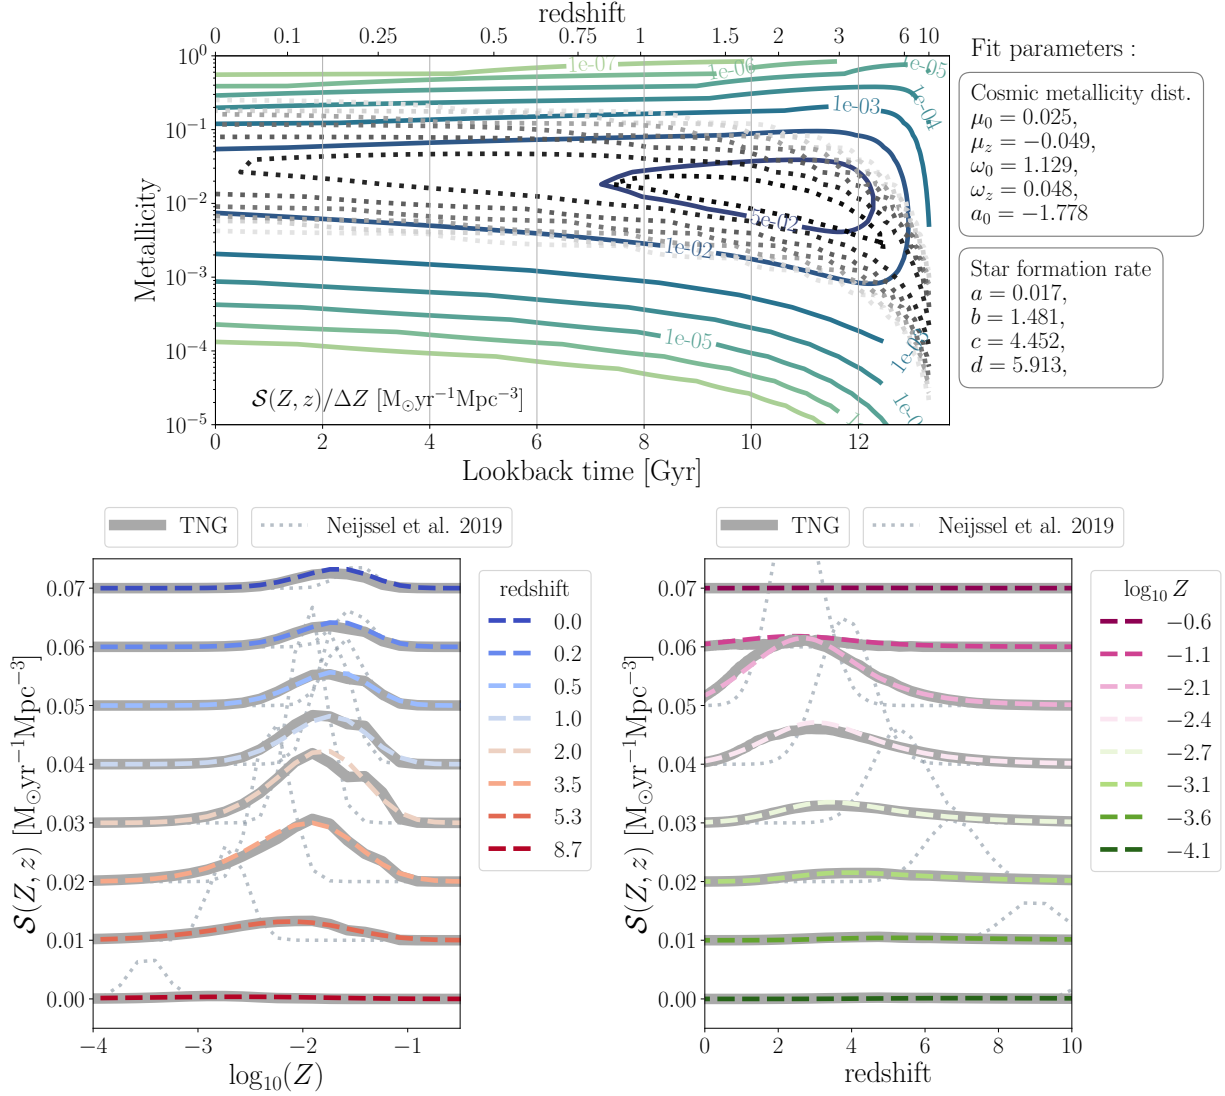 redshift
0 0.1 0.25 0.5 0.75 1 1.5 2 3 6 10
Fit parameters :
Cosmic metallicity dist.
μ₀ = 0.025,
μ_z = −0.049,
ω₀ = 1.129,
ω_z = 0.048,
a₀ = −1.778
Star formation rate
a = 0.017,
b = 1.481,
c = 4.452,
d = 5.913,
Metallicity
10⁰
10⁻¹
10⁻²
10⁻³
10⁻⁴
10⁻⁵
1e-07
1e-06
1e-05
1e-04
1e-03
5e-02
1e-02
1e-05
S(Z, z)/ΔZ [M⊙yr⁻¹Mpc⁻³]
0 2 4 6 8 10 12
Lookback time [Gyr]
TNG
Neijssel et al. 2019
S(Z, z) [M⊙yr⁻¹Mpc⁻³]
0.07
0.06
0.05
0.04
0.03
0.02
0.01
0.00
−4 −3 −2 −1
log₁₀(Z)
redshift
0.0
0.2
0.5
1.0
2.0
3.5
5.3
8.7
TNG
Neijssel et al. 2019
S(Z, z) [M⊙yr⁻¹Mpc⁻³]
0.07
0.06
0.05
0.04
0.03
0.02
0.01
0.00
0 2 4 6 8 10
redshift
log₁₀ Z
−0.6
−1.1
−2.1
−2.4
−2.7
−3.1
−3.6
−4.1